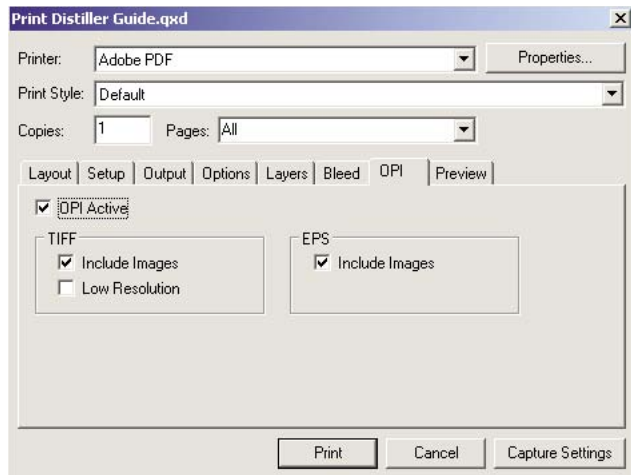 Print Distiller Guide.qxd
Printer: Adobe PDF Properties...
Print Style: Default
Copies: 1 Pages: All
Layout Setup Output Options Layers Bleed OPI Preview
OPI Active
TIFF EPS
Include Images Include Images
Low Resolution
Print Cancel Capture Settings